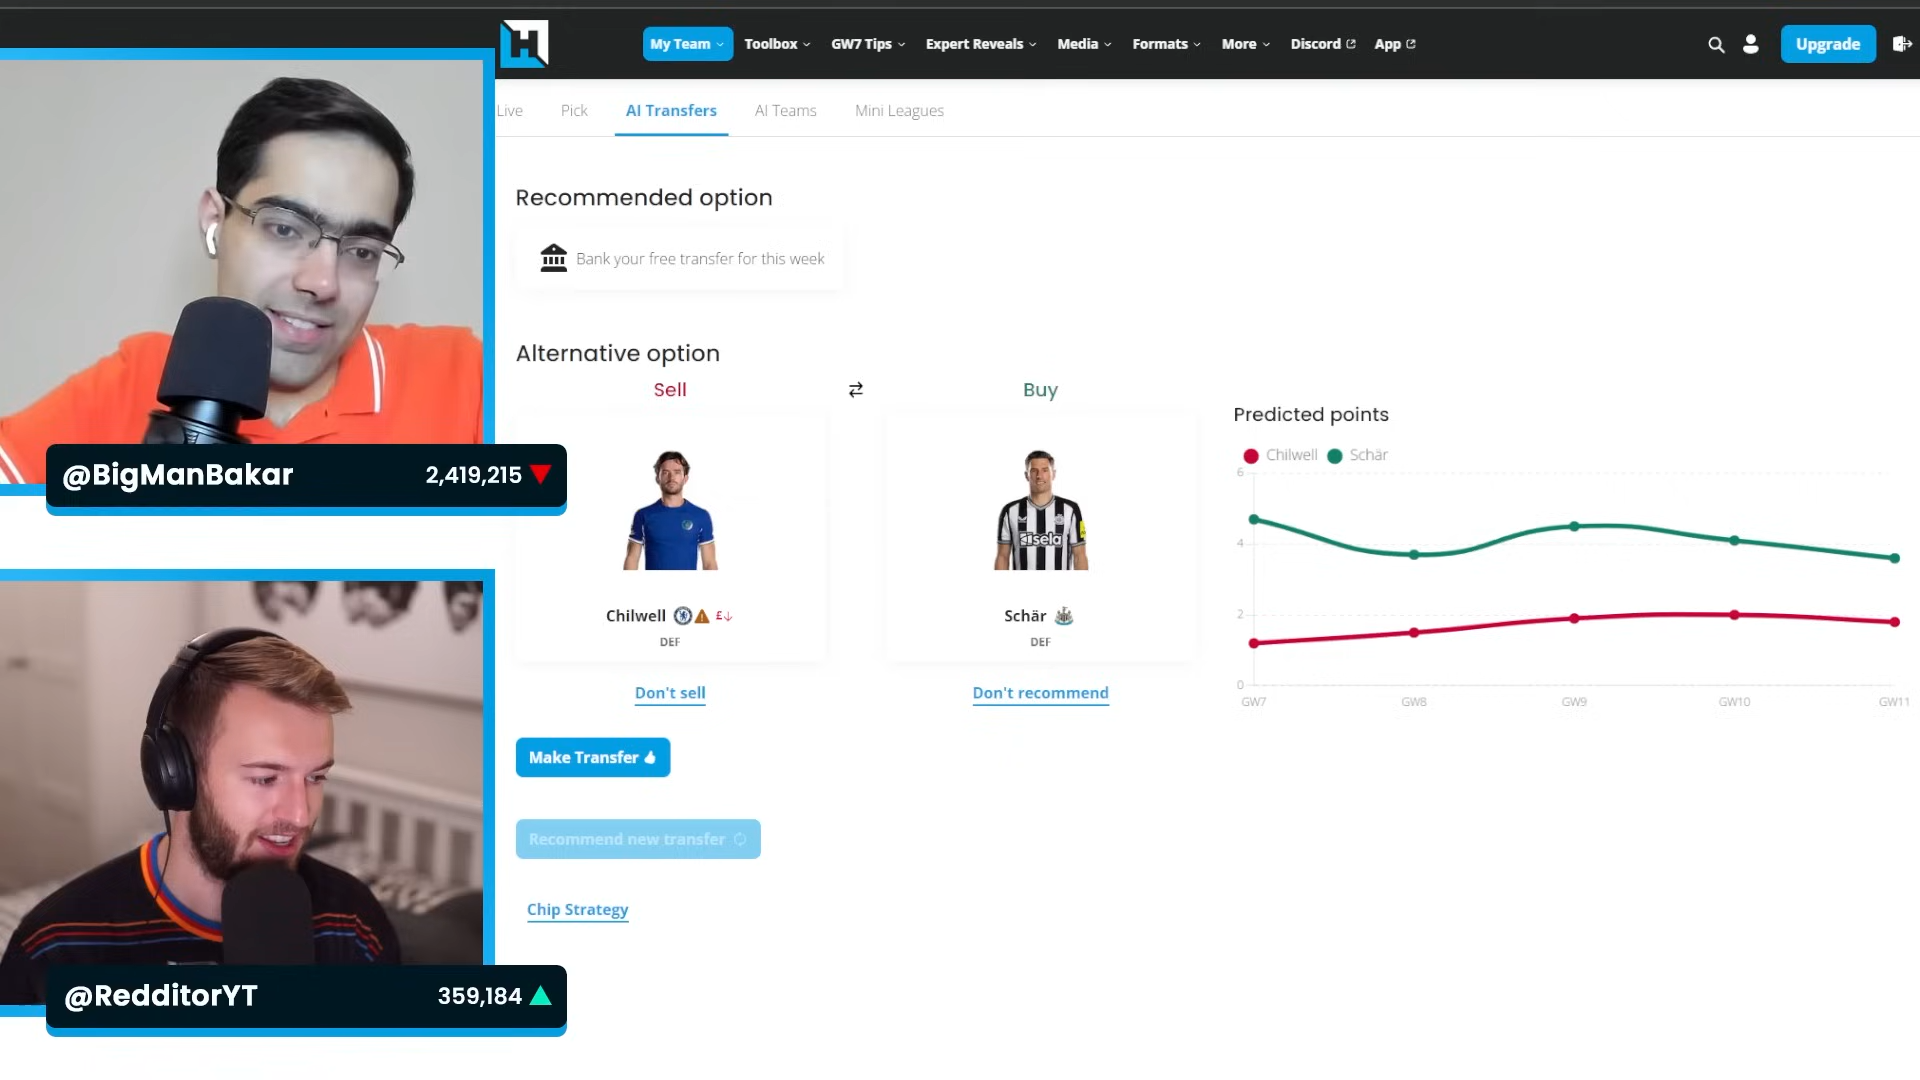 H
My Team
Toolbox
GW7 Tips
Expert Reveals
Media
Formats
More
Discord
App
Upgrade
Live
Pick
AI Transfers
AI Teams
Mini Leagues
Recommended option
Bank your free transfer for this week
Alternative option
Sell
Buy
sela
Chilwell £↓
DEF
Schär
DEF
Don't sell
Don't recommend
Predicted points
Chilwell Schär
6
4
2
0
GW7 GW8 GW9 GW10 GW11
Make Transfer
Recommend new transfer
Chip Strategy
@BigManBakar 2,419,215
@RedditorYT 359,184